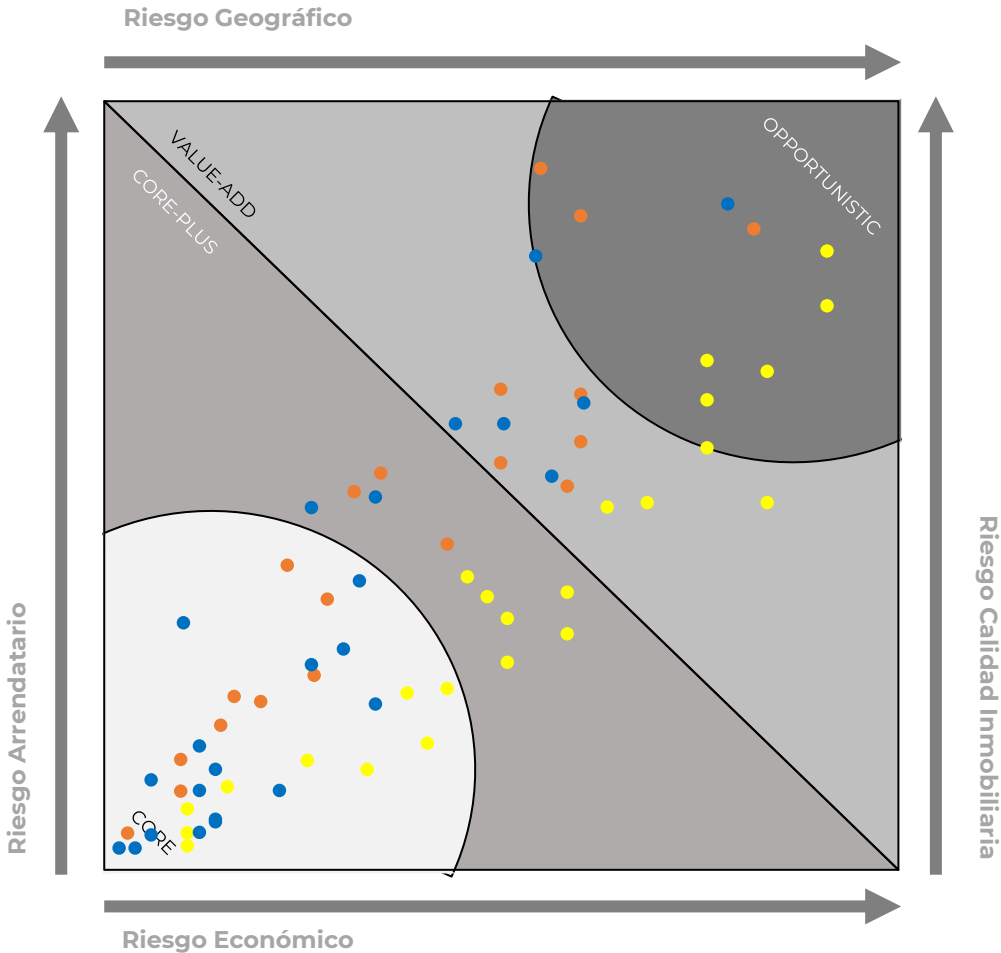 Riesgo Geográfico
VALUE-ADD
CORE-PLUS
OPPORTUNISTIC
Riesgo Arrendatario
Riesgo Calidad Inmobiliaria
CORE
Riesgo Económico